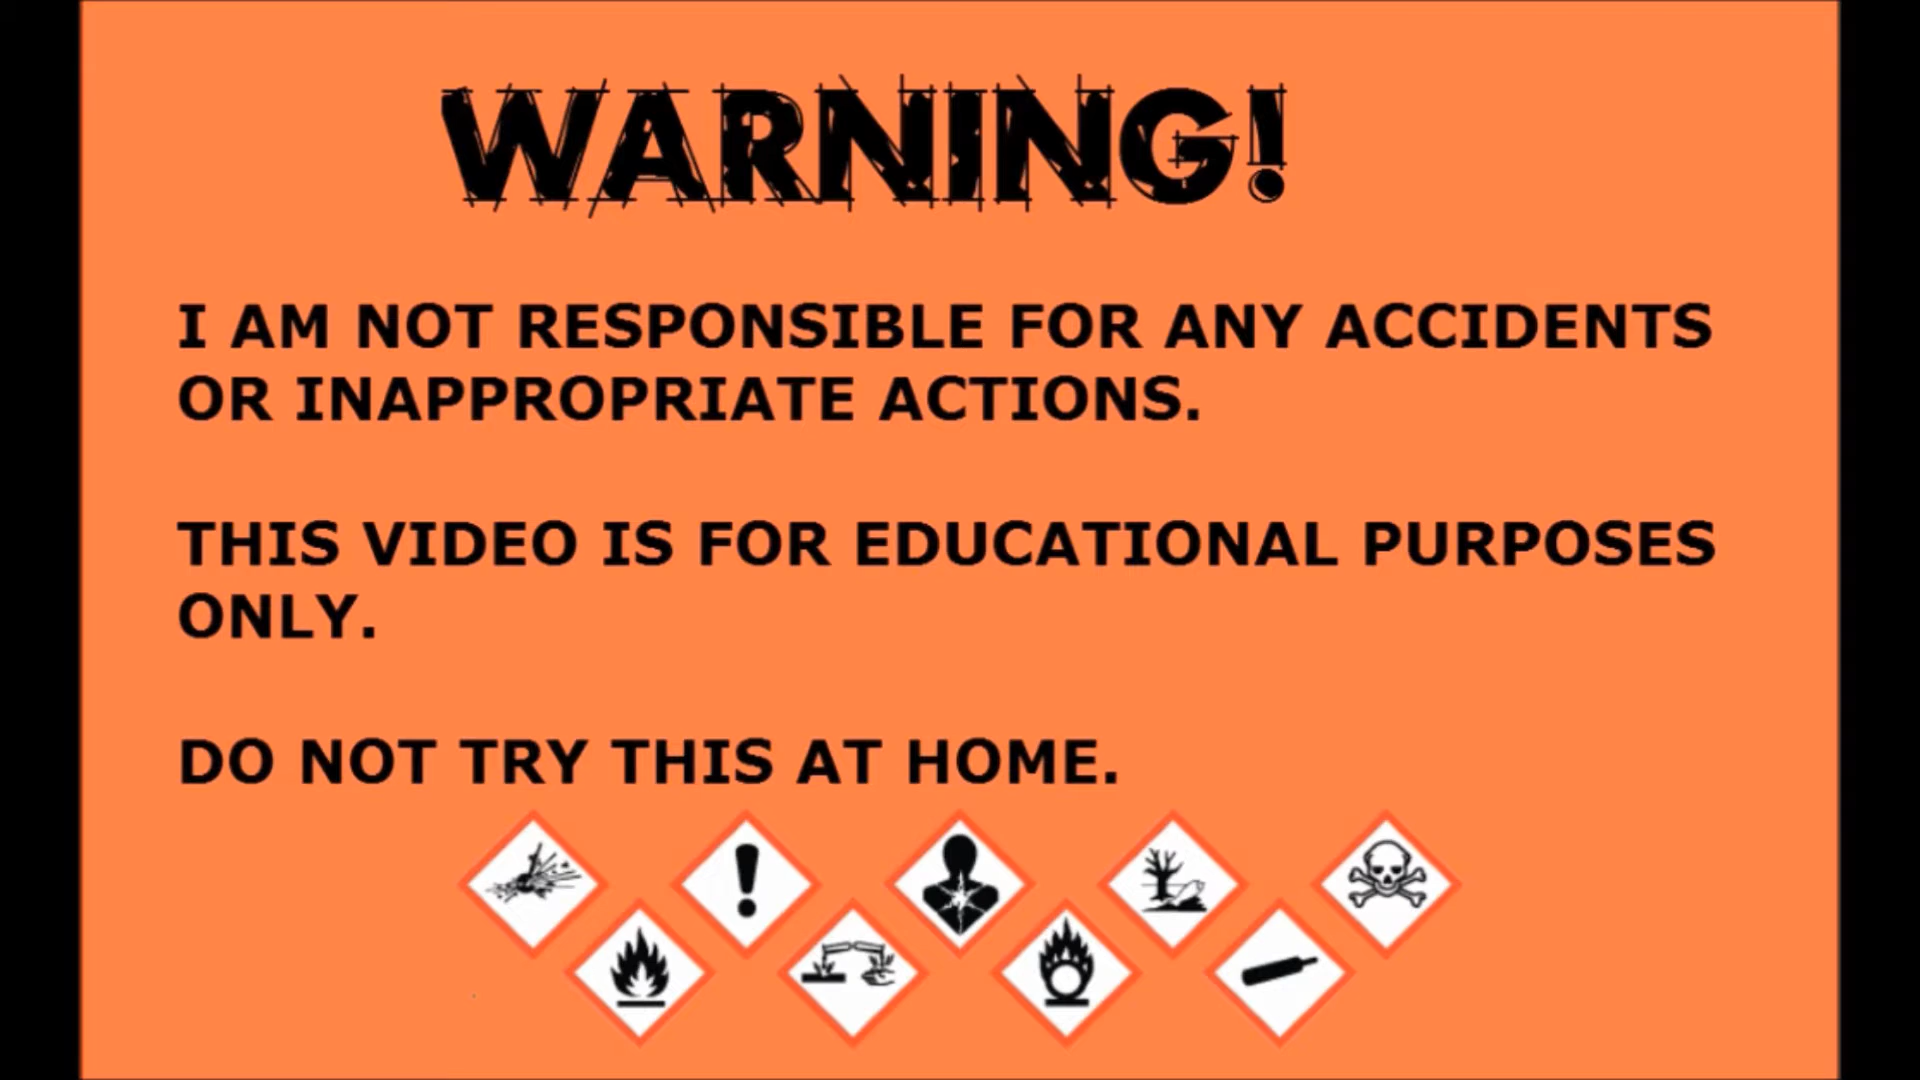 WARNING!
I AM NOT RESPONSIBLE FOR ANY ACCIDENTS
OR INAPPROPRIATE ACTIONS.
THIS VIDEO IS FOR EDUCATIONAL PURPOSES
ONLY.
DO NOT TRY THIS AT HOME.